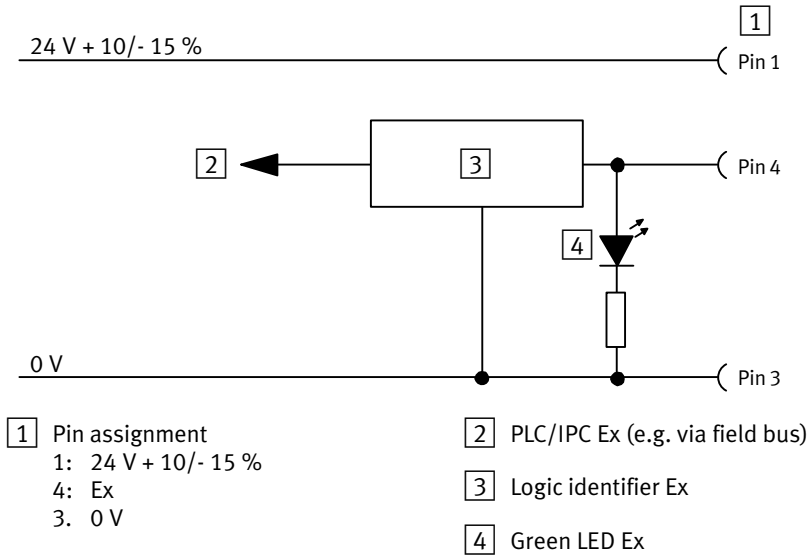 1
24 V + 10/- 15 %
Pin 1
2
3
Pin 4
4
0 V
Pin 3
1 Pin assignment
1: 24 V + 10/- 15 %
4: Ex
3. 0 V
2 PLC/IPC Ex (e.g. via field bus)
3 Logic identifier Ex
4 Green LED Ex